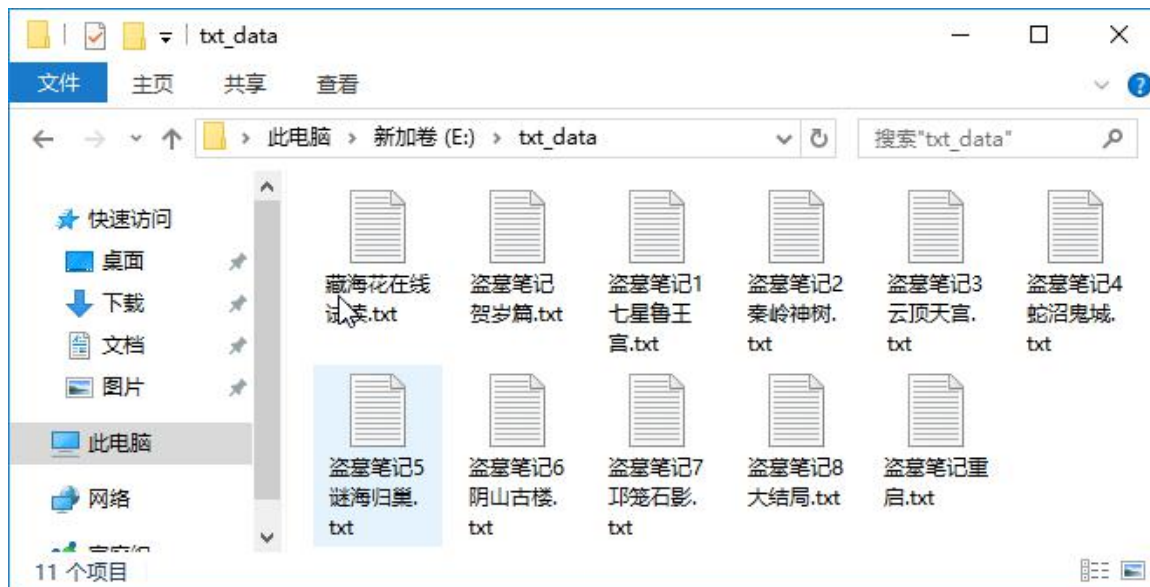 txt_data
文件 主页 共享 查看
此电脑 › 新加卷 (E:) › txt_data
搜索"txt_data"
快速访问
桌面
下载
文档
图片
此电脑
网络
藏海花在线
试读.txt
盗墓笔记
贺岁篇.txt
盗墓笔记1
七星鲁王
宫.txt
盗墓笔记2
秦岭神树.
txt
盗墓笔记3
云顶天宫.
txt
盗墓笔记4
蛇沼鬼城.
txt
盗墓笔记5
谜海归巢.
txt
盗墓笔记6
阴山古楼.
txt
盗墓笔记7
邛笼石影.
txt
盗墓笔记8
大结局.txt
盗墓笔记重
启.txt
11 个项目